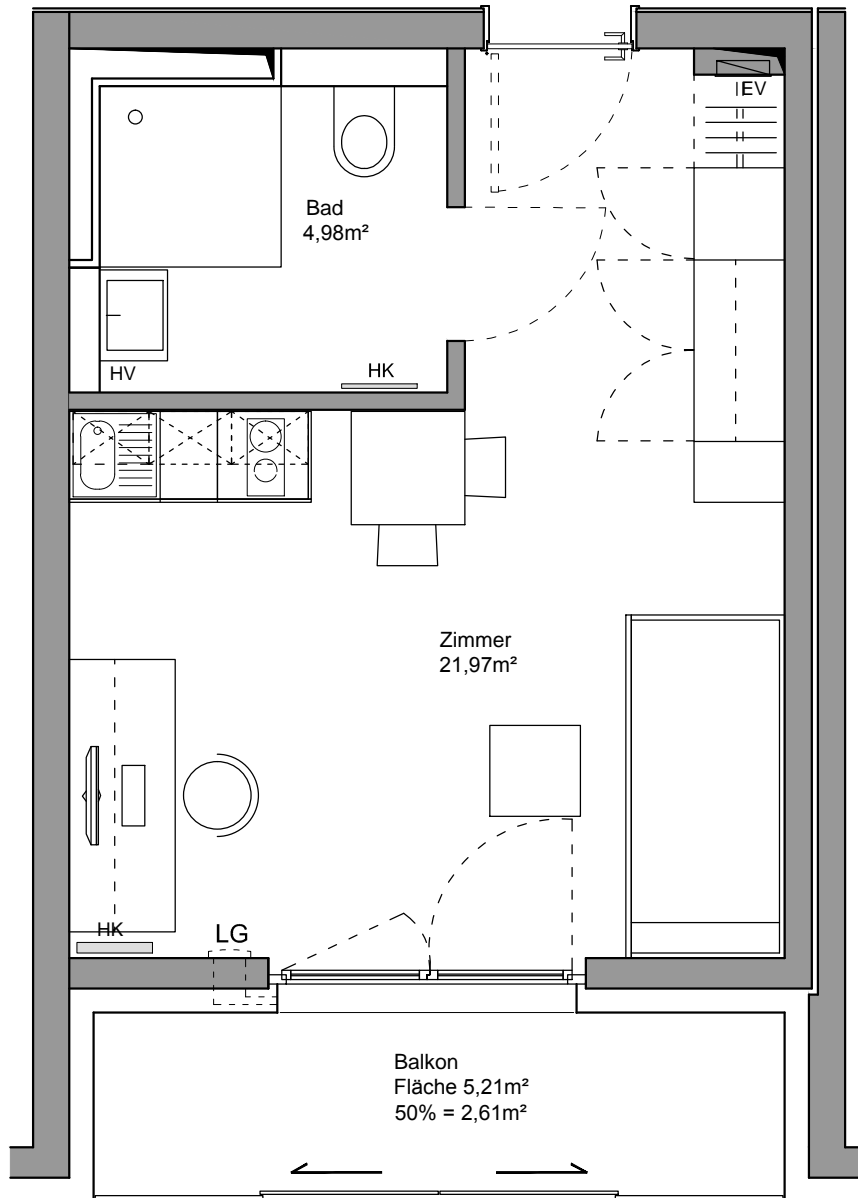 EV
Bad
4,98m²
HV
HK
Zimmer
21,97m²
HK
LG
Balkon
Fläche 5,21m²
50% = 2,61m²